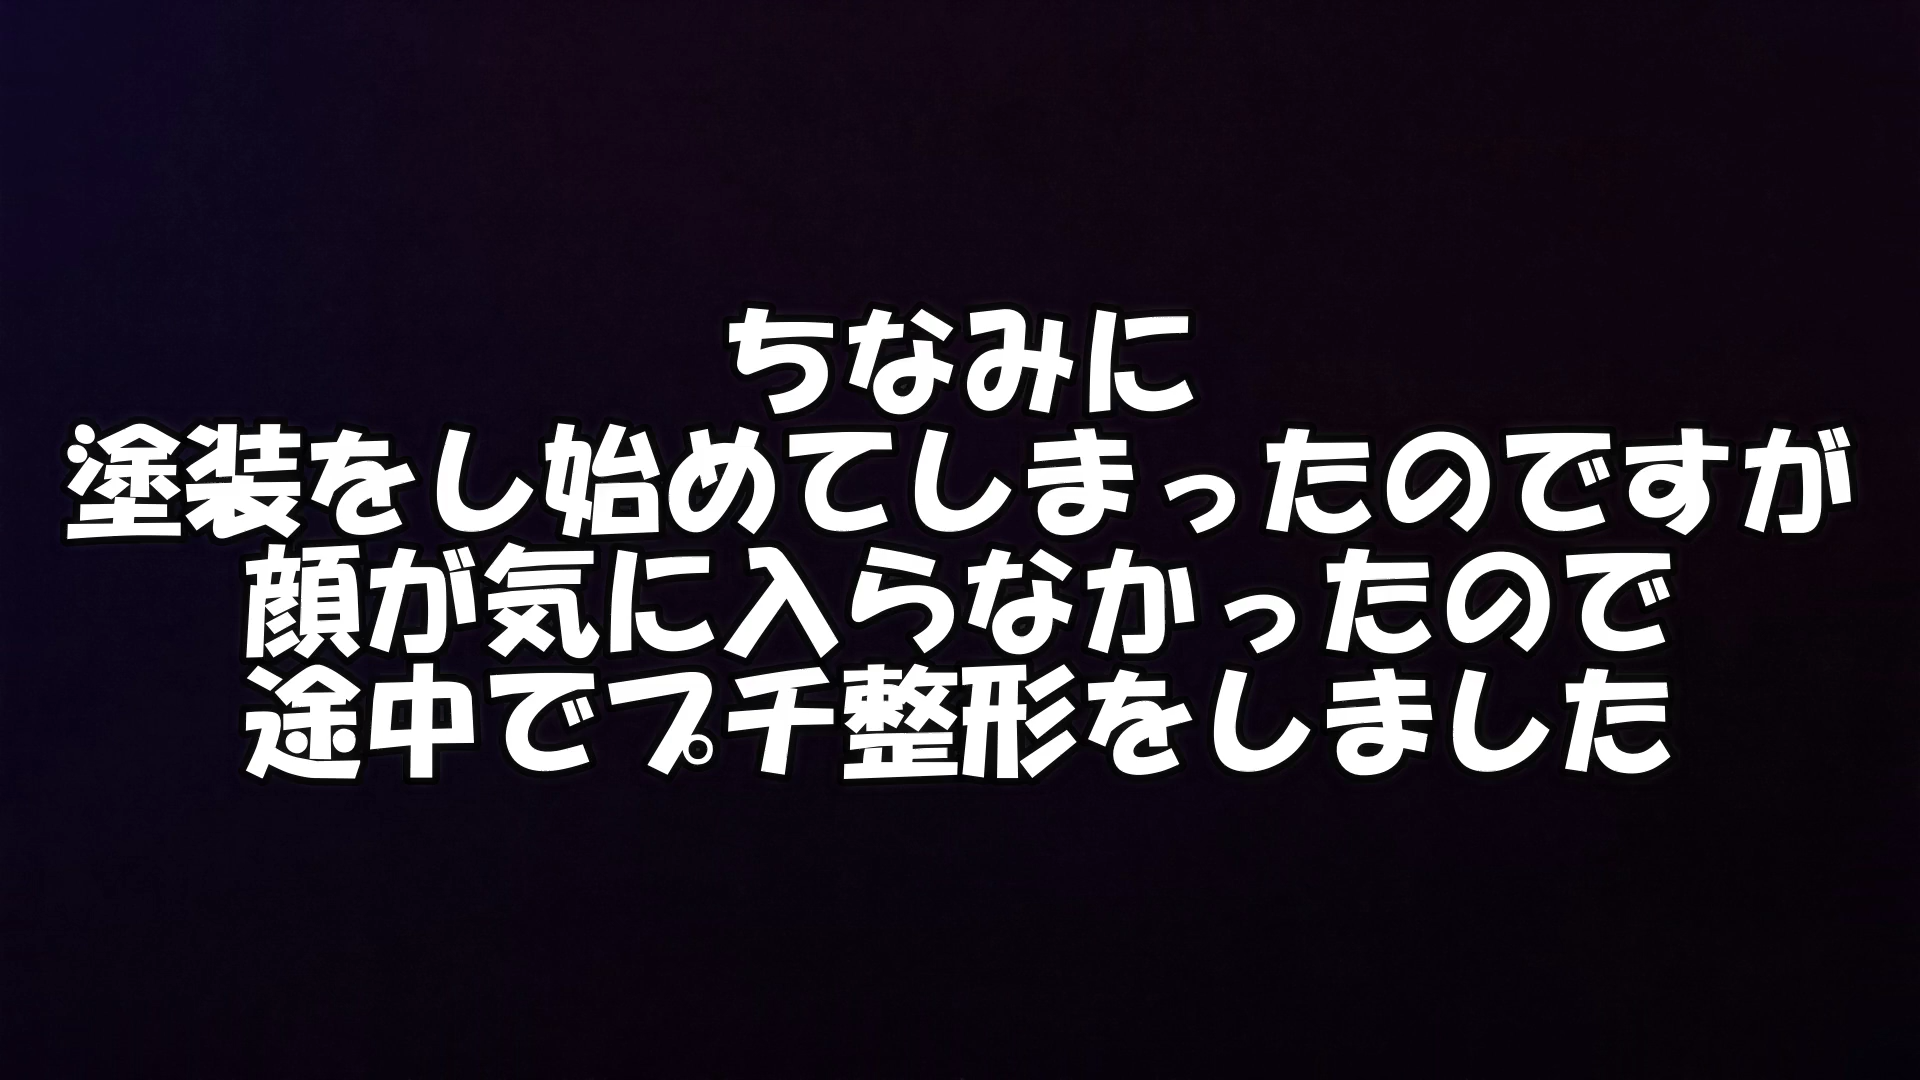 ちなみに
塗装をし始めてしまったのですが
顔が気に入らなかったので
途中でプチ整形をしました